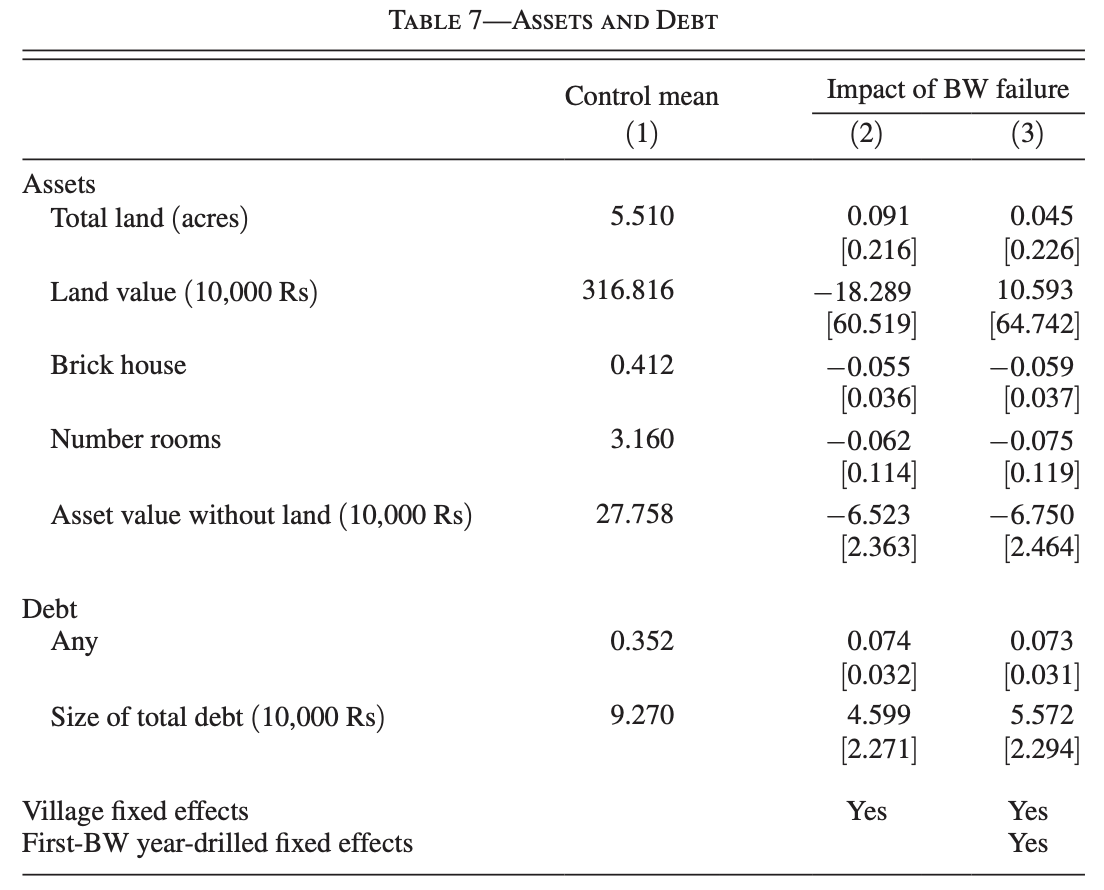 TABLE 7—ASSETS AND DEBT
Control mean Impact of BW failure
(1) (2) (3)
Assets
Total land (acres) 5.510 0.091 0.045
[0.216] [0.226]
Land value (10,000 Rs) 316.816 −18.289 10.593
[60.519] [64.742]
Brick house 0.412 −0.055 −0.059
[0.036] [0.037]
Number rooms 3.160 −0.062 −0.075
[0.114] [0.119]
Asset value without land (10,000 Rs) 27.758 −6.523 −6.750
[2.363] [2.464]
Debt
Any 0.352 0.074 0.073
[0.032] [0.031]
Size of total debt (10,000 Rs) 9.270 4.599 5.572
[2.271] [2.294]
Village fixed effects Yes Yes
First-BW year-drilled fixed effects Yes